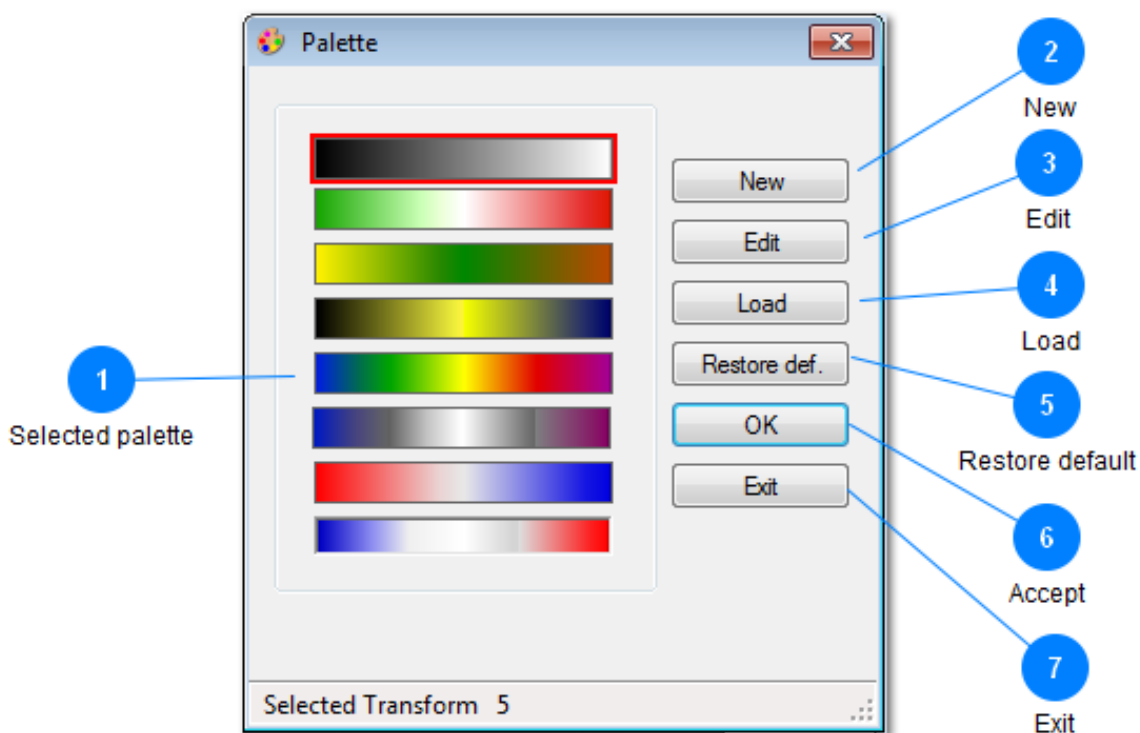 Palette
2
New
New
3
Edit
Edit
4
Load
Load
1
Selected palette
Restore def.
5
Restore default
OK
Exit
6
Accept
7
Exit
Selected Transform 5